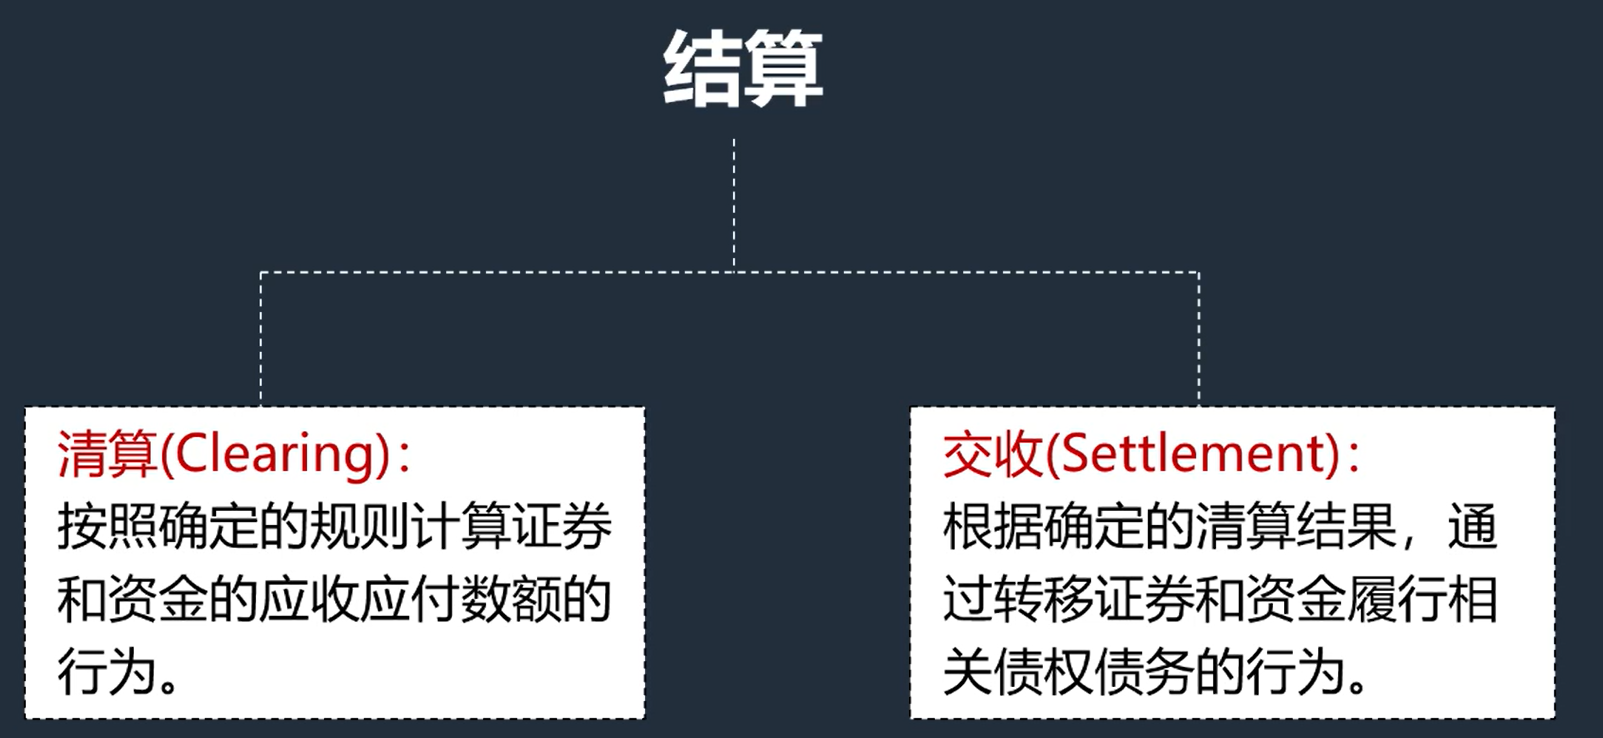 结算
清算(Clearing)：
按照确定的规则计算证券
和资金的应收应付数额的
行为。
交收(Settlement)：
根据确定的清算结果，通
过转移证券和资金履行相
关债权债务的行为。